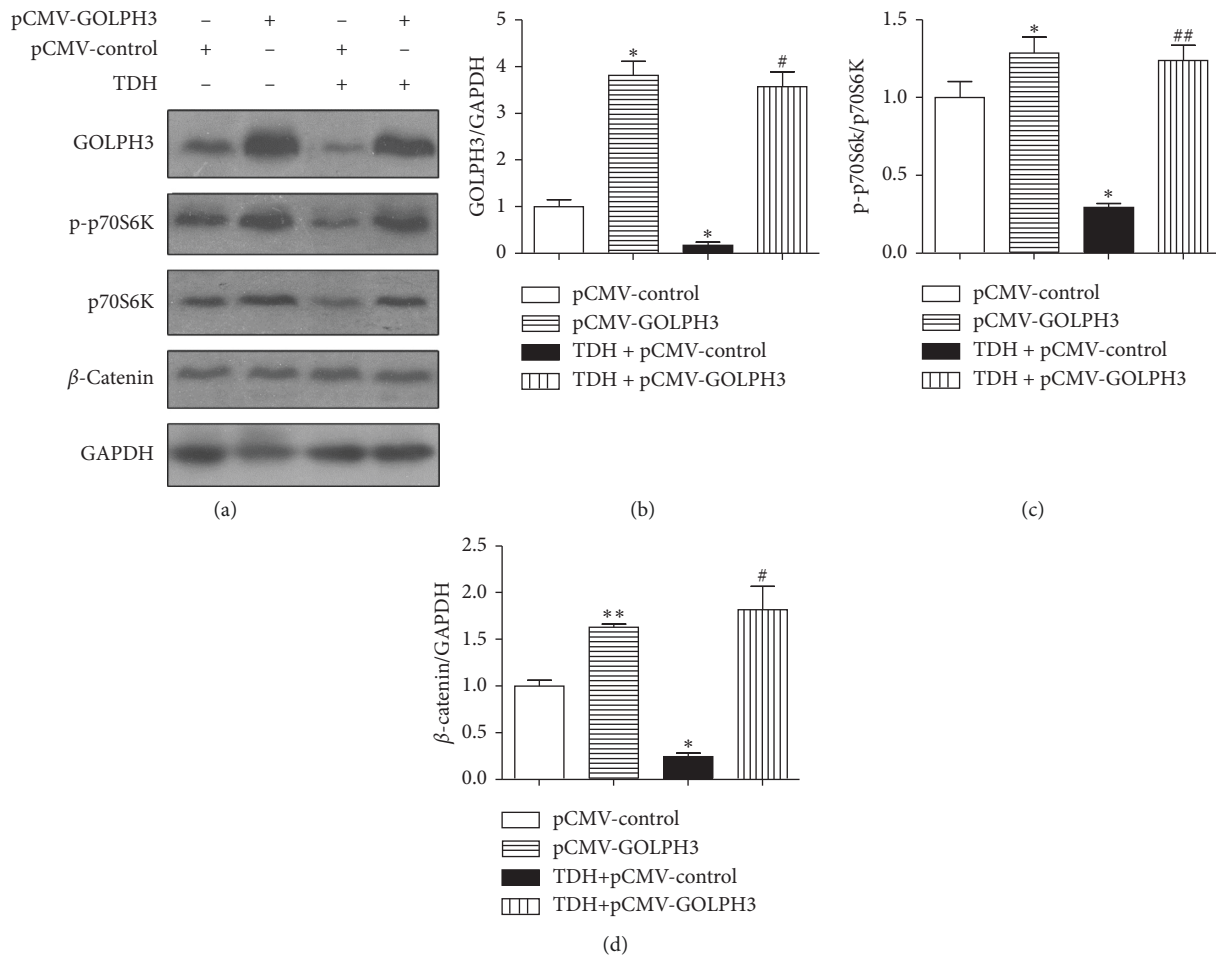 pCMV-GOLPH3 – + – +
pCMV-control + – + –
TDH – – + +
GOLPH3
p-p70S6K
p70S6K
β-Catenin
GAPDH
(a)
GOLPH3/GAPDH
5
4
3
2
1
0
*
*
#
pCMV-control
pCMV-GOLPH3
TDH + pCMV-control
TDH + pCMV-GOLPH3
(b)
p-p70S6k/p70S6K
1.5
1.0
0.5
0.0
*
*
##
pCMV-control
pCMV-GOLPH3
TDH + pCMV-control
TDH + pCMV-GOLPH3
(c)
β-catenin/GAPDH
2.5
2.0
1.5
1.0
0.5
0.0
**
*
#
pCMV-control
pCMV-GOLPH3
TDH+pCMV-control
TDH+pCMV-GOLPH3
(d)